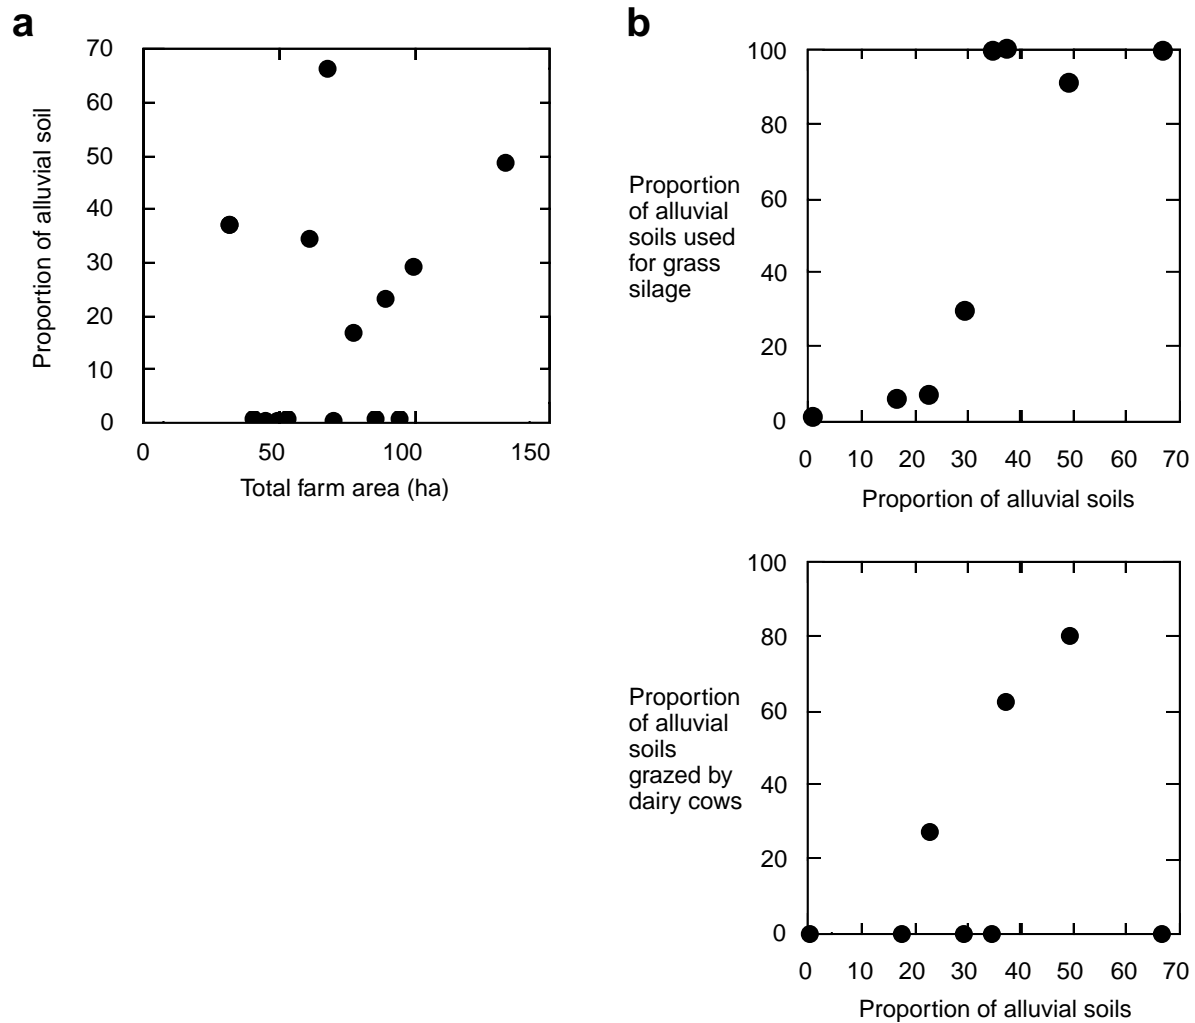 a
70
60
50
40
30
20
10
0
Proportion of alluvial soil
0 50 100 150
Total farm area (ha)
b
100
80
60
40
20
0
Proportion
of alluvial
soils used
for grass
silage
0 10 20 30 40 50 60 70
Proportion of alluvial soils
100
80
60
40
20
0
Proportion
of alluvial
soils
grazed by
dairy cows
0 10 20 30 40 50 60 70
Proportion of alluvial soils